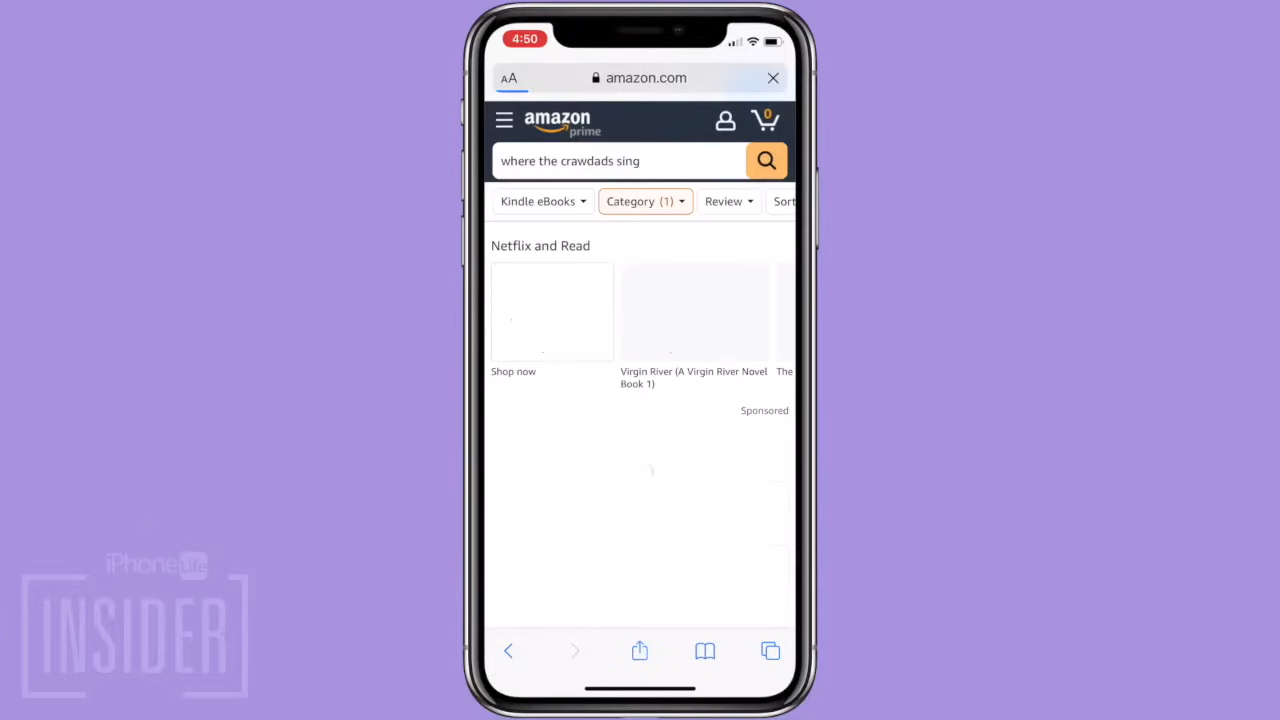 4:50
AA
amazon.com
amazon
prime
0
where the crawdads sing
Kindle eBooks
Category (1)
Review
Sort
Netflix and Read
Shop now
Virgin River (A Virgin River Novel
Book 1)
The
Sponsored
iPhone Life
INSIDER